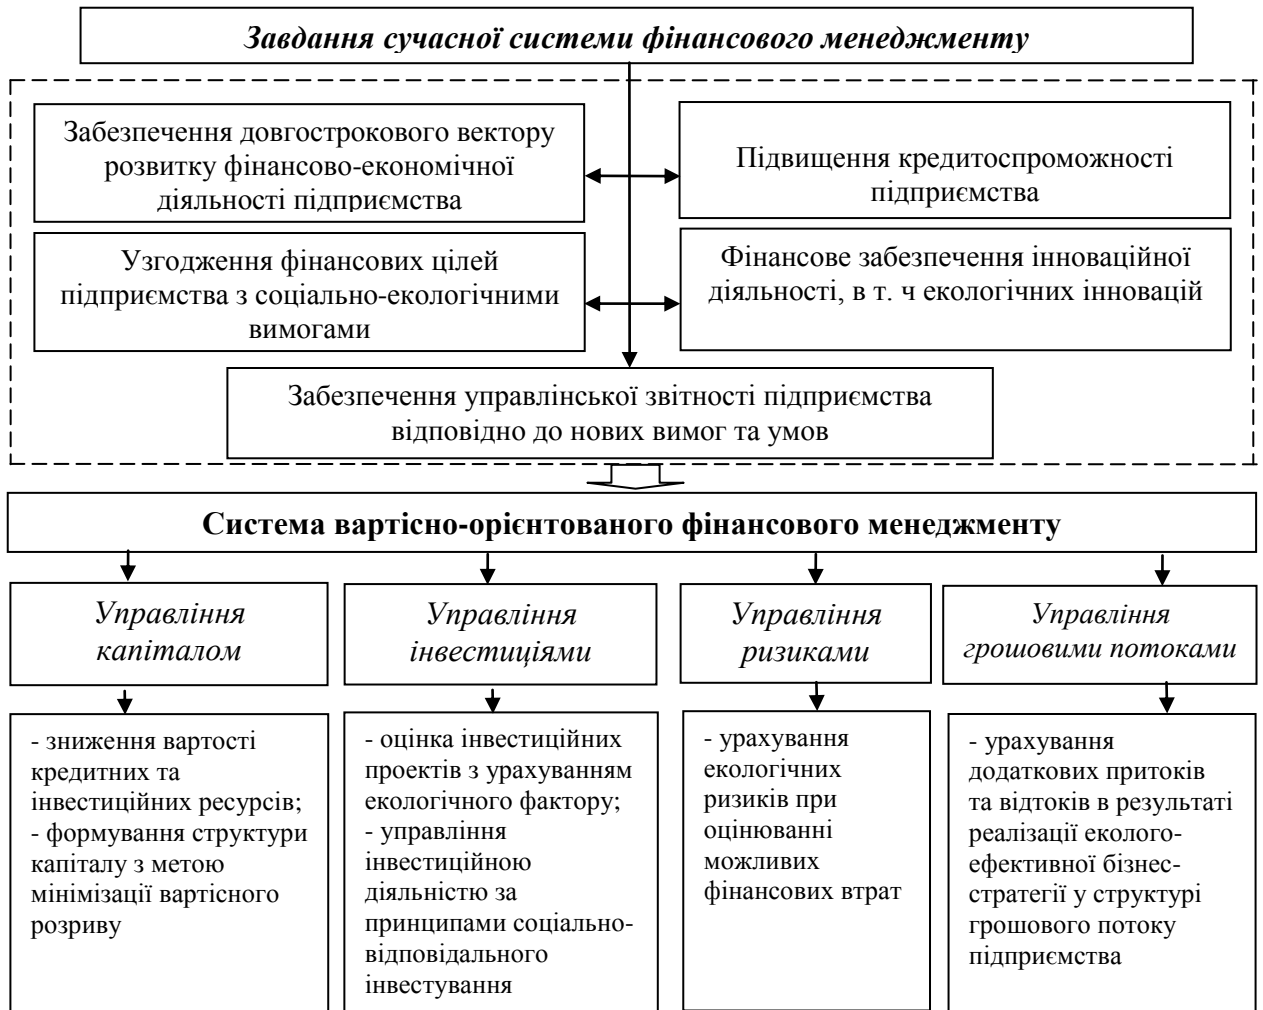 Завдання сучасної системи фінансового менеджменту
Забезпечення довгострокового вектору
розвитку фінансово-економічної
діяльності підприємства
Підвищення кредитоспроможності
підприємства
Узгодження фінансових цілей
підприємства з соціально-екологічними
вимогами
Фінансове забезпечення інноваційної
діяльності, в т. ч екологічних інновацій
Забезпечення управлінської звітності підприємства
відповідно до нових вимог та умов
Система вартісно-орієнтованого фінансового менеджменту
Управління
капіталом
Управління
інвестиціями
Управління
ризиками
Управління
грошовими потоками
- зниження вартості
кредитних та
інвестиційних ресурсів;
- формування структури
капіталу з метою
мінімізації вартісного
розриву
- оцінка інвестиційних
проектів з урахуванням
екологічного фактору;
- управління
інвестиційною
діяльністю за
принципами соціально-
відповідального
інвестування
- урахування
екологічних
ризиків при
оцінюванні
можливих
фінансових втрат
- урахування
додаткових притоків
та відтоків в результаті
реалізації еколого-
ефективної бізнес-
стратегії у структурі
грошового потоку
підприємства